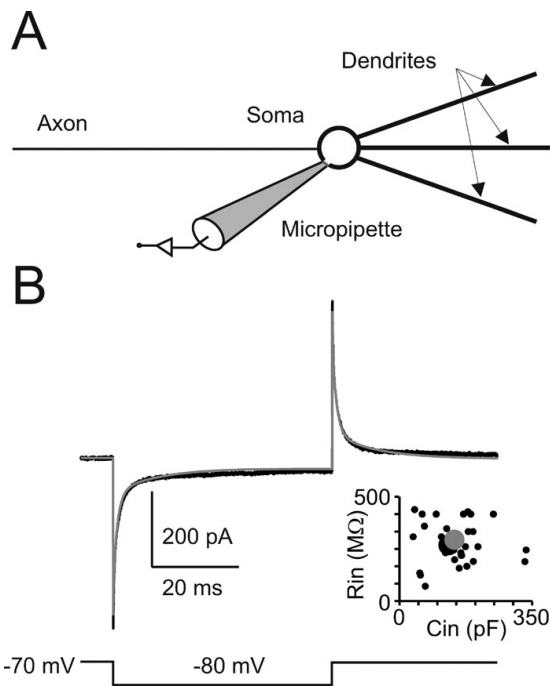 A
Dendrites
Soma
Axon
Micropipette
B
200 pA
20 ms
500
Rin (MΩ)
0
0
350
Cin (pF)
-70 mV
-80 mV